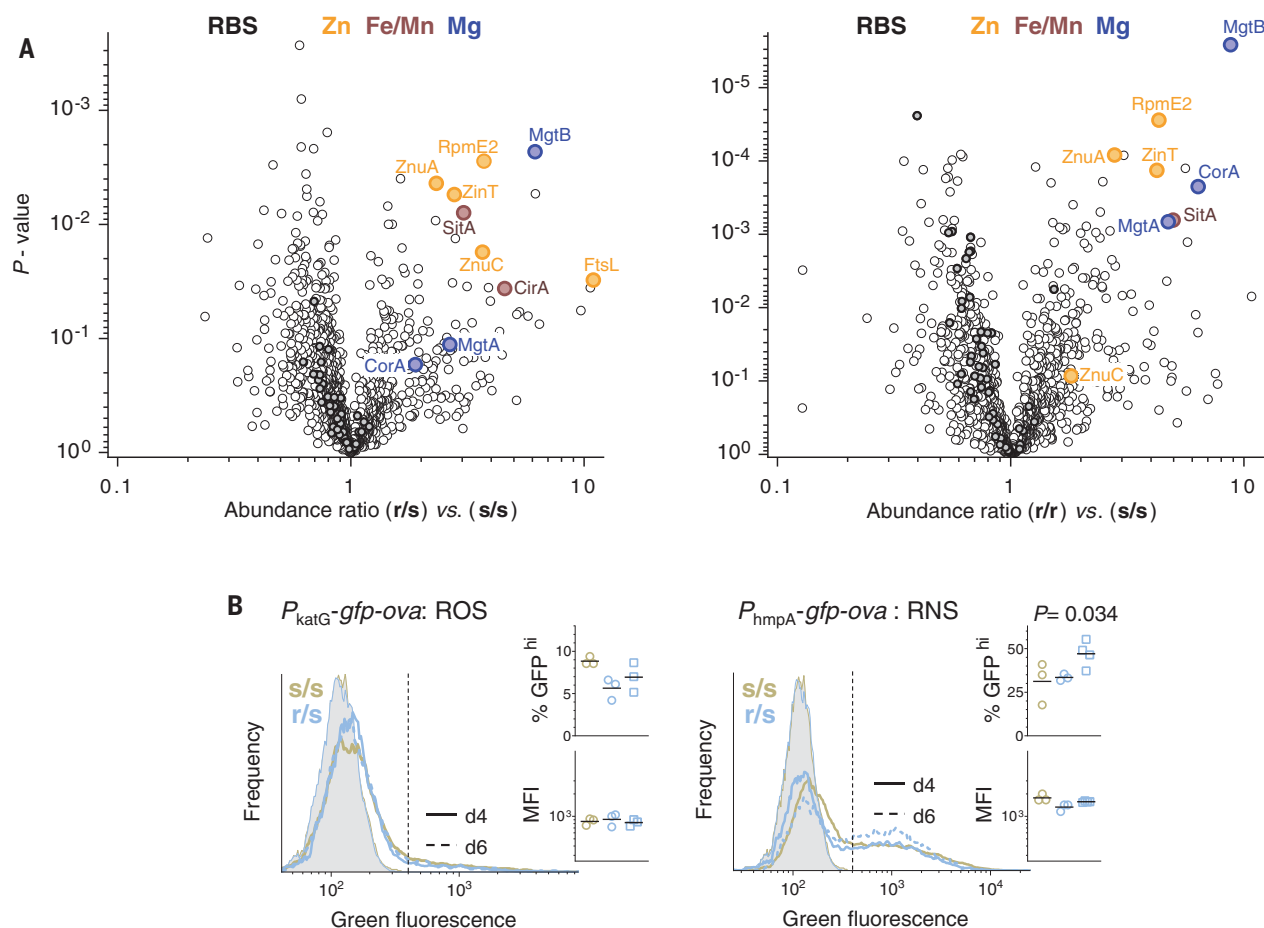 A
RBS Zn Fe/Mn Mg
P - value
10-3
10-2
10-1
100
0.1 1 10
MgtB
RpmE2
ZnuA
ZinT
SitA
ZnuC
FtsL
CirA
MgtA
CorA
Abundance ratio (r/s) vs. (s/s)
RBS Zn Fe/Mn Mg
10-5
10-4
10-3
10-2
10-1
100
0.1 1 10
MgtB
RpmE2
ZnuA
ZinT
CorA
MgtA
SitA
ZnuC
Abundance ratio (r/r) vs. (s/s)
B
PkatG-gfp-ova: ROS
s/s
r/s
Frequency
d4
d6
102 103
Green fluorescence
% GFPhi
10
5
0
MFI
103
PhmpA-gfp-ova : RNS
P= 0.034
s/s
r/s
Frequency
d4
d6
102 103 104
Green fluorescence
% GFPhi
50
25
0
MFI
103